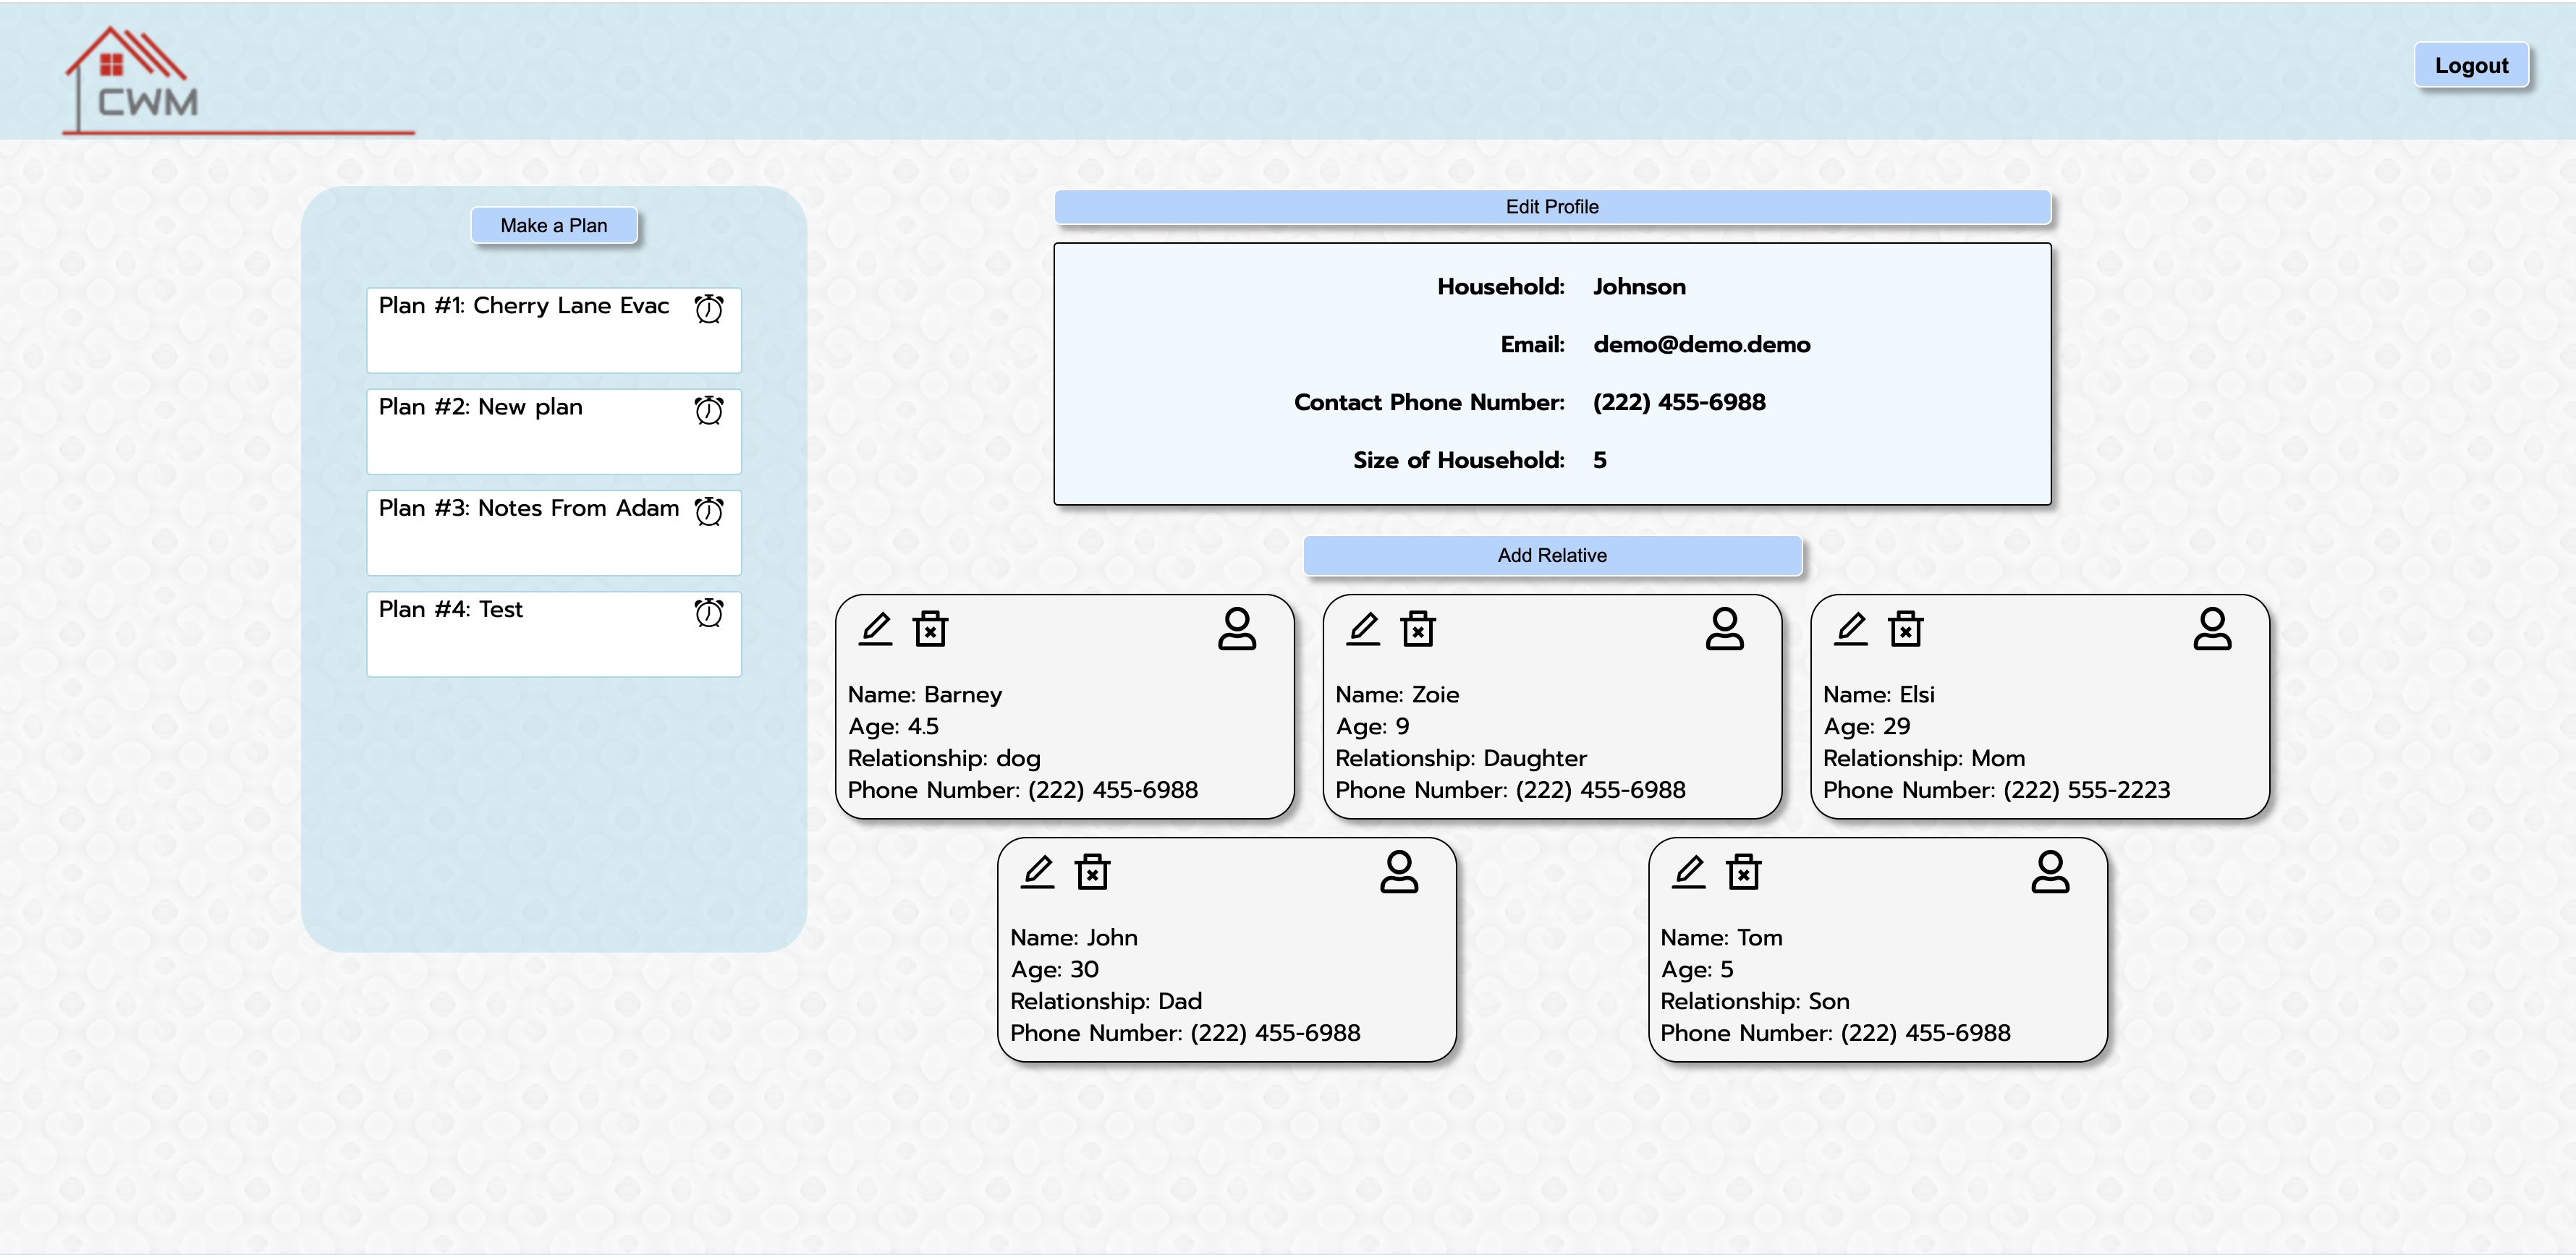 CWM
Logout
Make a Plan
Plan #1: Cherry Lane Evac
Plan #2: New plan
Plan #3: Notes From Adam
Plan #4: Test
Edit Profile
Household: Johnson
Email: demo@demo.demo
Contact Phone Number: (222) 455-6988
Size of Household: 5
Add Relative
Name: Barney
Age: 4.5
Relationship: dog
Phone Number: (222) 455-6988
Name: Zoie
Age: 9
Relationship: Daughter
Phone Number: (222) 455-6988
Name: Elsi
Age: 29
Relationship: Mom
Phone Number: (222) 555-2223
Name: John
Age: 30
Relationship: Dad
Phone Number: (222) 455-6988
Name: Tom
Age: 5
Relationship: Son
Phone Number: (222) 455-6988